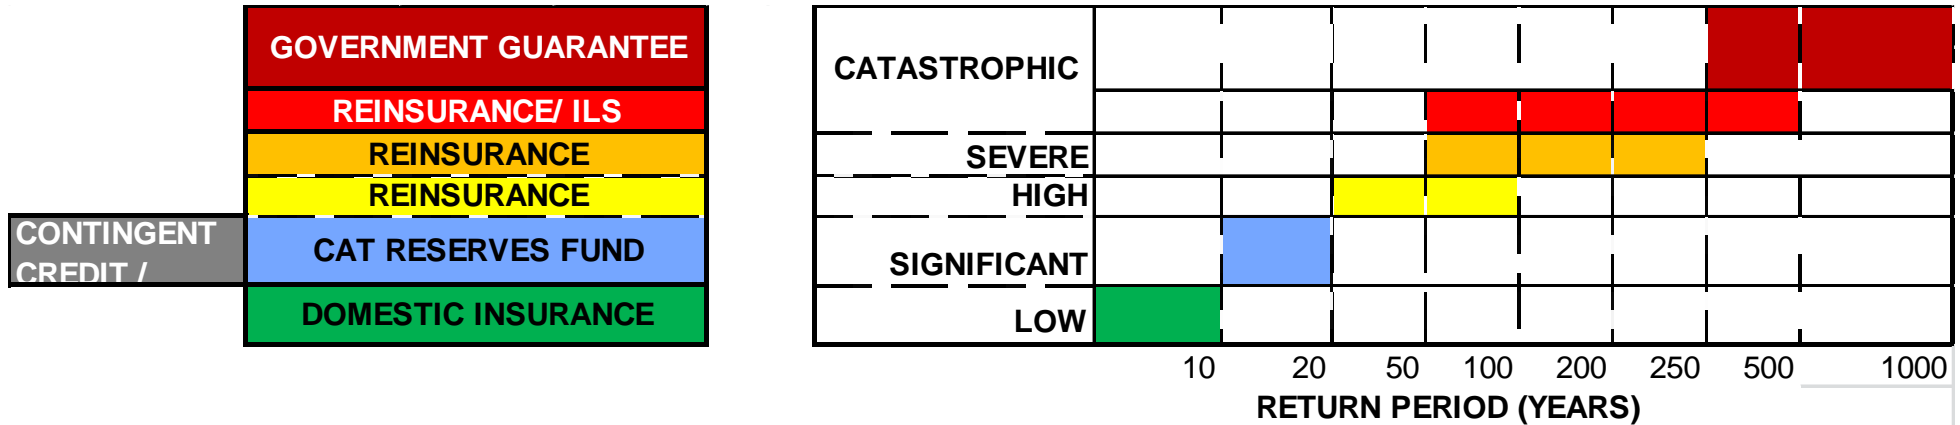 GOVERNMENT GUARANTEE
REINSURANCE/ ILS
REINSURANCE
REINSURANCE
CONTINGENT
CREDIT /
CAT RESERVES FUND
DOMESTIC INSURANCE
CATASTROPHIC
SEVERE
HIGH
SIGNIFICANT
LOW
10 20 50 100 200 250 500 1000
RETURN PERIOD (YEARS)